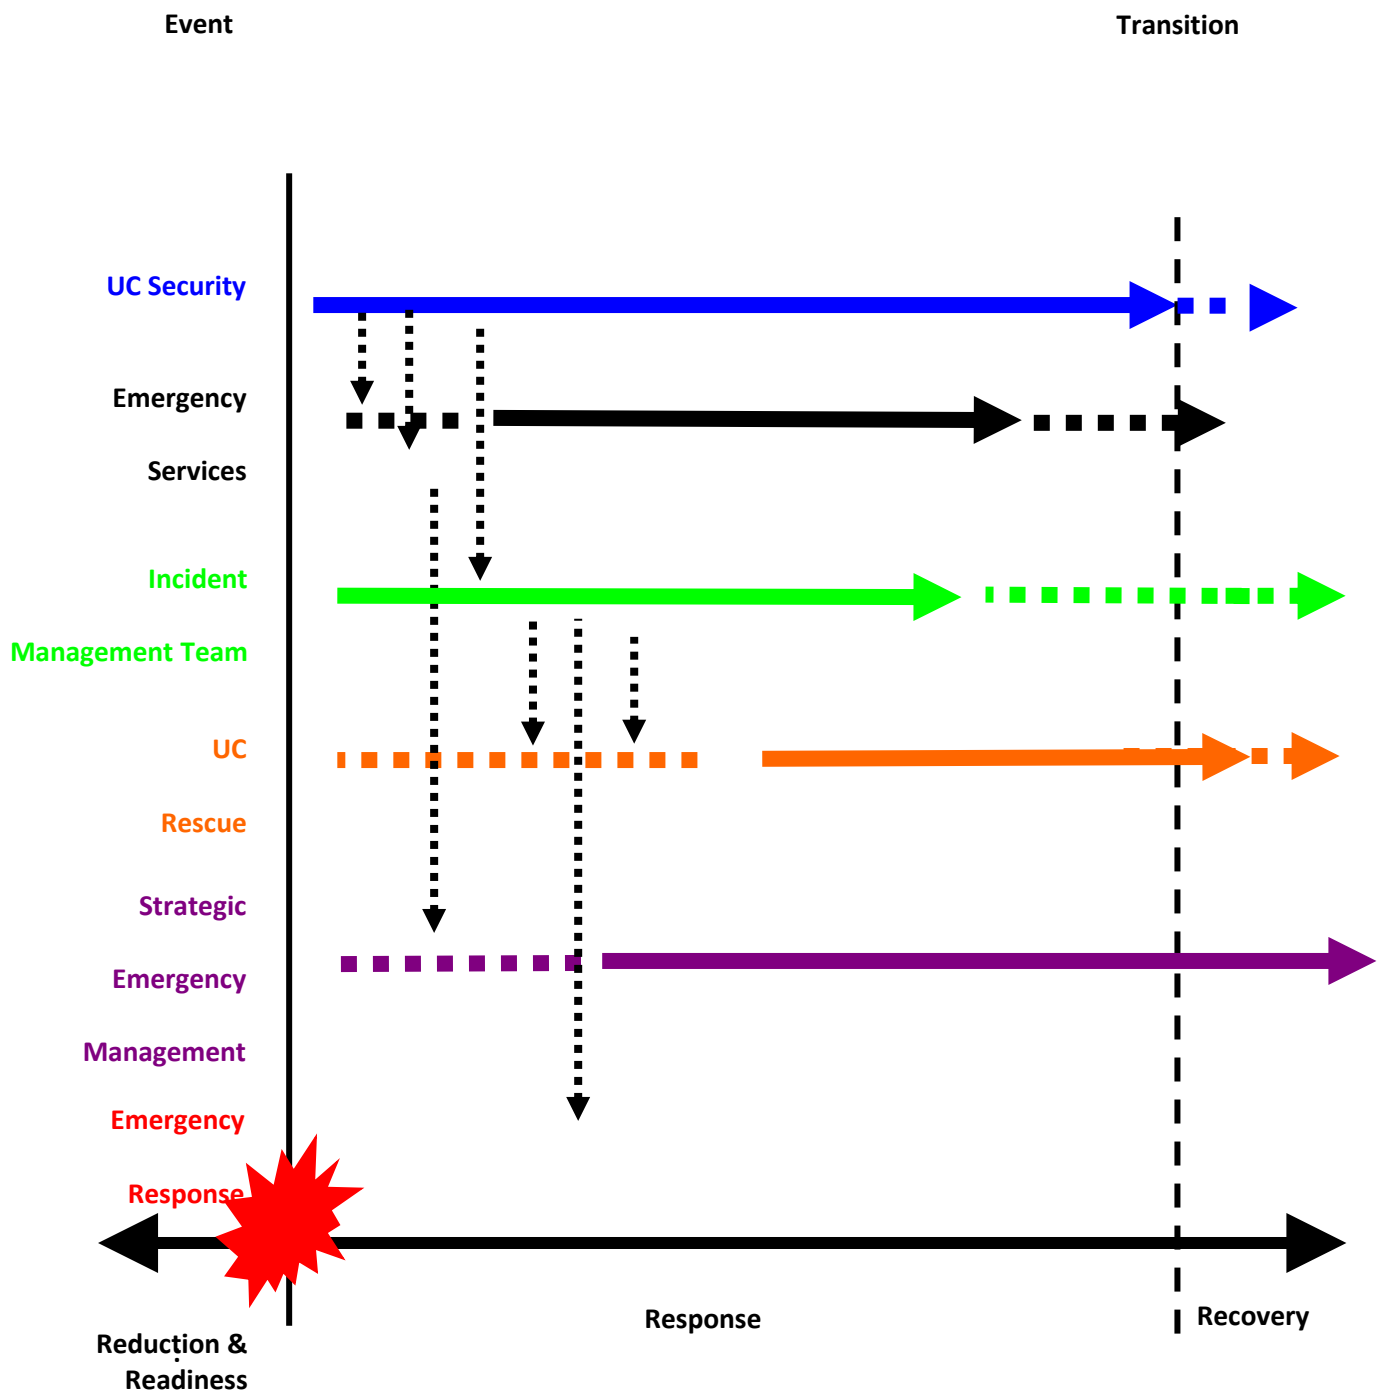 Event
Transition
UC Security
Emergency
Services
Incident
Management Team
UC
Rescue
Strategic
Emergency
Management
Emergency
Response
Response
Recovery
Reduction &
Readiness